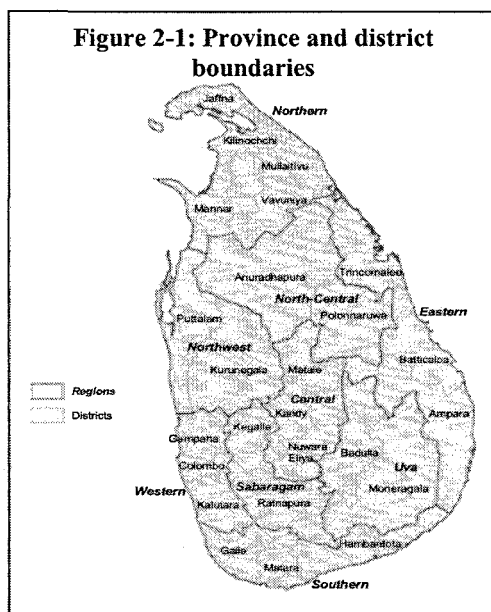 Figure 2-1: Province and district
boundaries
Jaffna
Northern
Kilinochchi
Mullaitivu
Vavuniya
Mannar
Anuradhapura
Trincomalee
North-Central
Polonnaruwa
Eastern
Puttalam
Northwest
Kurunegala
Matale
Batticaloa
Central
Kandy
Ampara
Kegalle
Regions
Districts
Gampaha
Nuwara
Eliya
Badulla
Uva
Colombo
Moneragala
Western
Sabaragam
Ratnapura
Kalutara
Hambantota
Galle
Matara
Southern